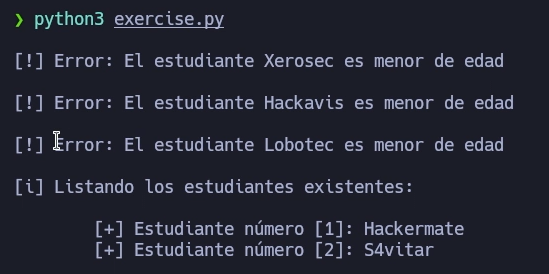 ❯ python3 exercise.py
[!] Error: El estudiante Xerosec es menor de edad
[!] Error: El estudiante Hackavis es menor de edad
[!] Error: El estudiante Lobotec es menor de edad
[i] Listando los estudiantes existentes:
[+] Estudiante número [1]: Hackermate
[+] Estudiante número [2]: S4vitar